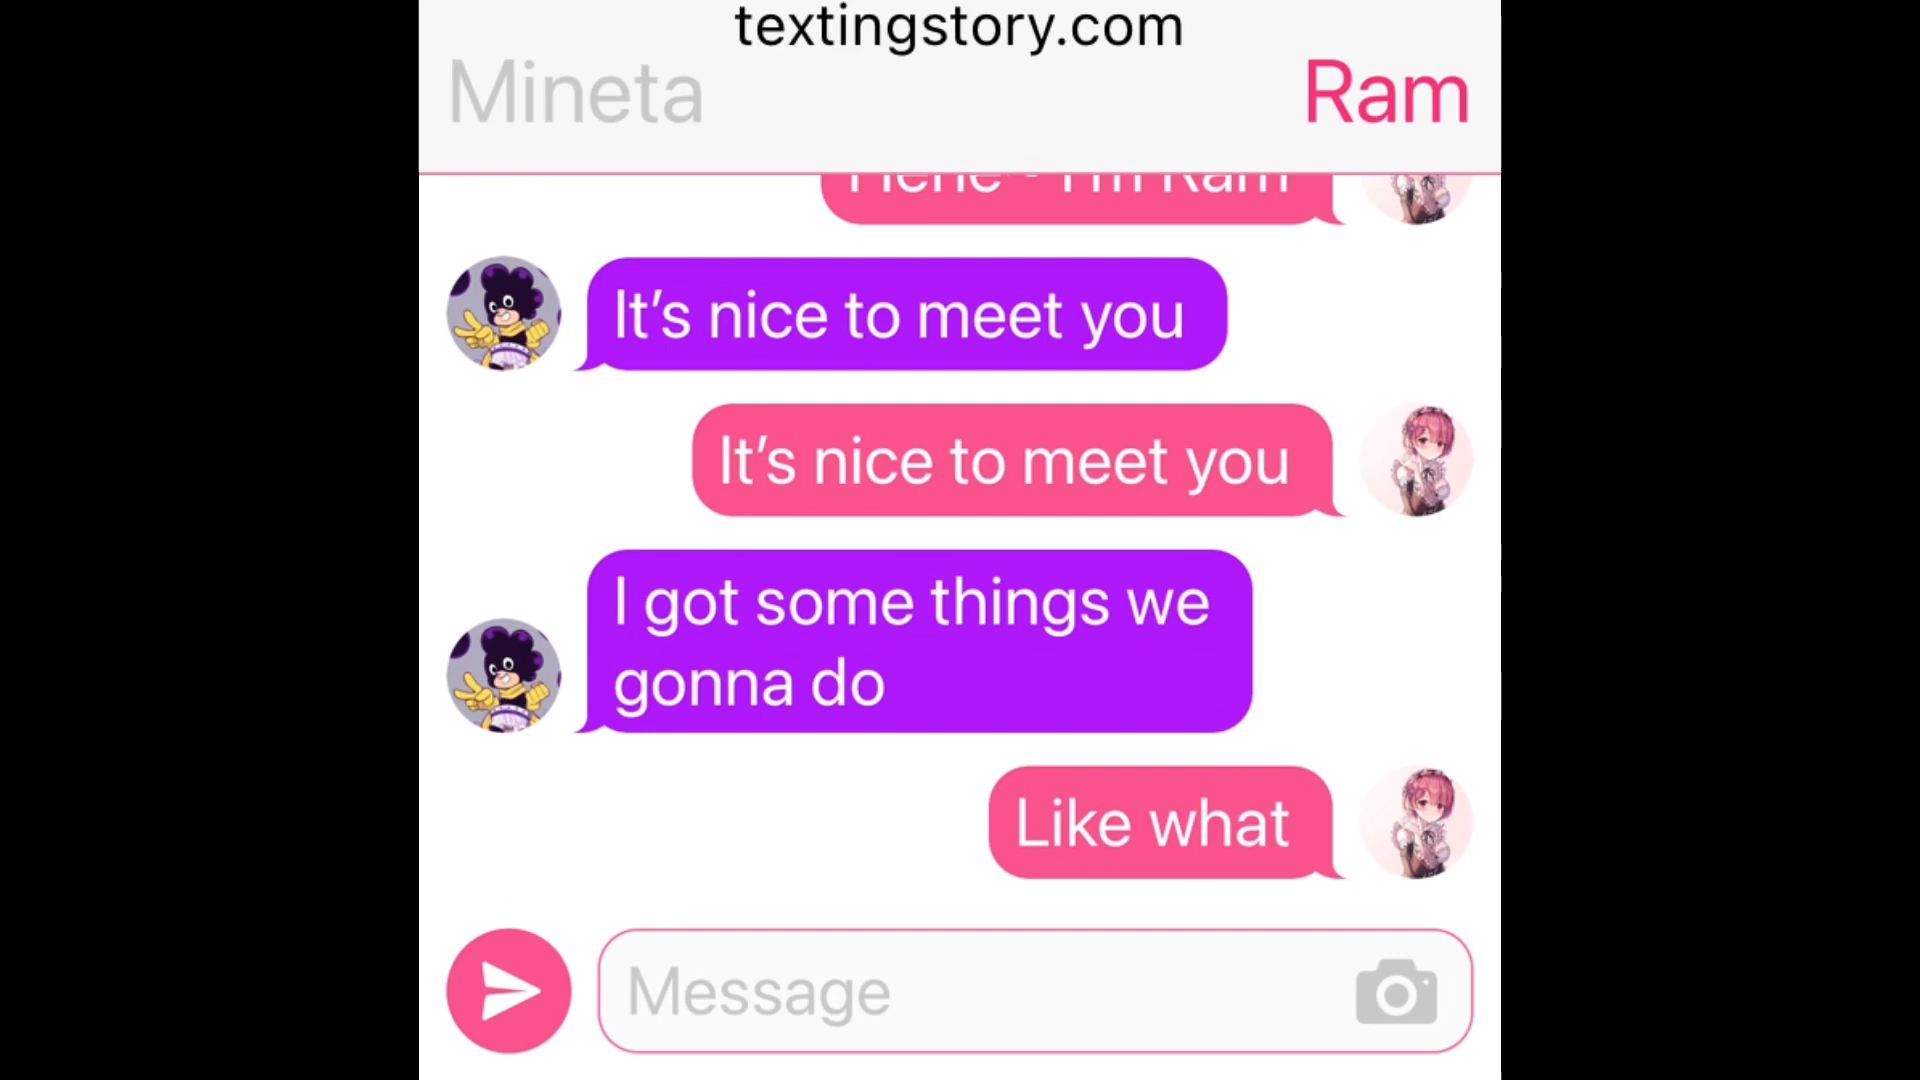 textingstory.com
Mineta
Ram
I'm Ram
It's nice to meet you
It's nice to meet you
I got some things we
gonna do
Like what
Message